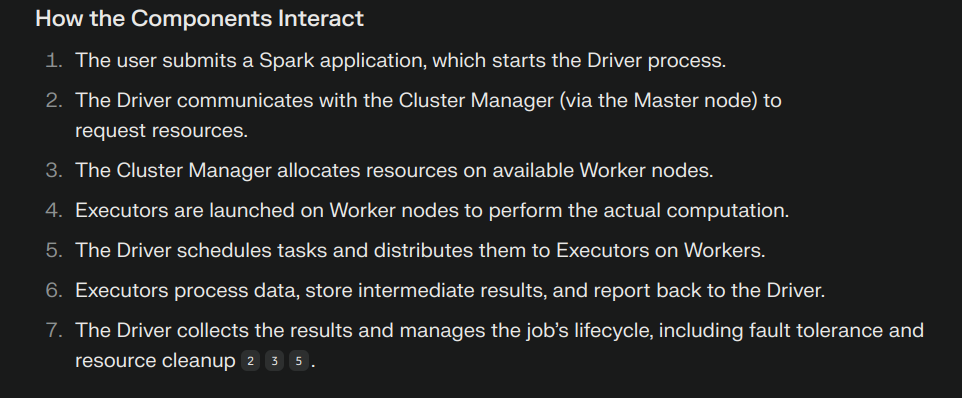 How the Components Interact
1. The user submits a Spark application, which starts the Driver process.
2. The Driver communicates with the Cluster Manager (via the Master node) to
request resources.
3. The Cluster Manager allocates resources on available Worker nodes.
4. Executors are launched on Worker nodes to perform the actual computation.
5. The Driver schedules tasks and distributes them to Executors on Workers.
6. Executors process data, store intermediate results, and report back to the Driver.
7. The Driver collects the results and manages the job’s lifecycle, including fault tolerance and
resource cleanup 2 3 5 .